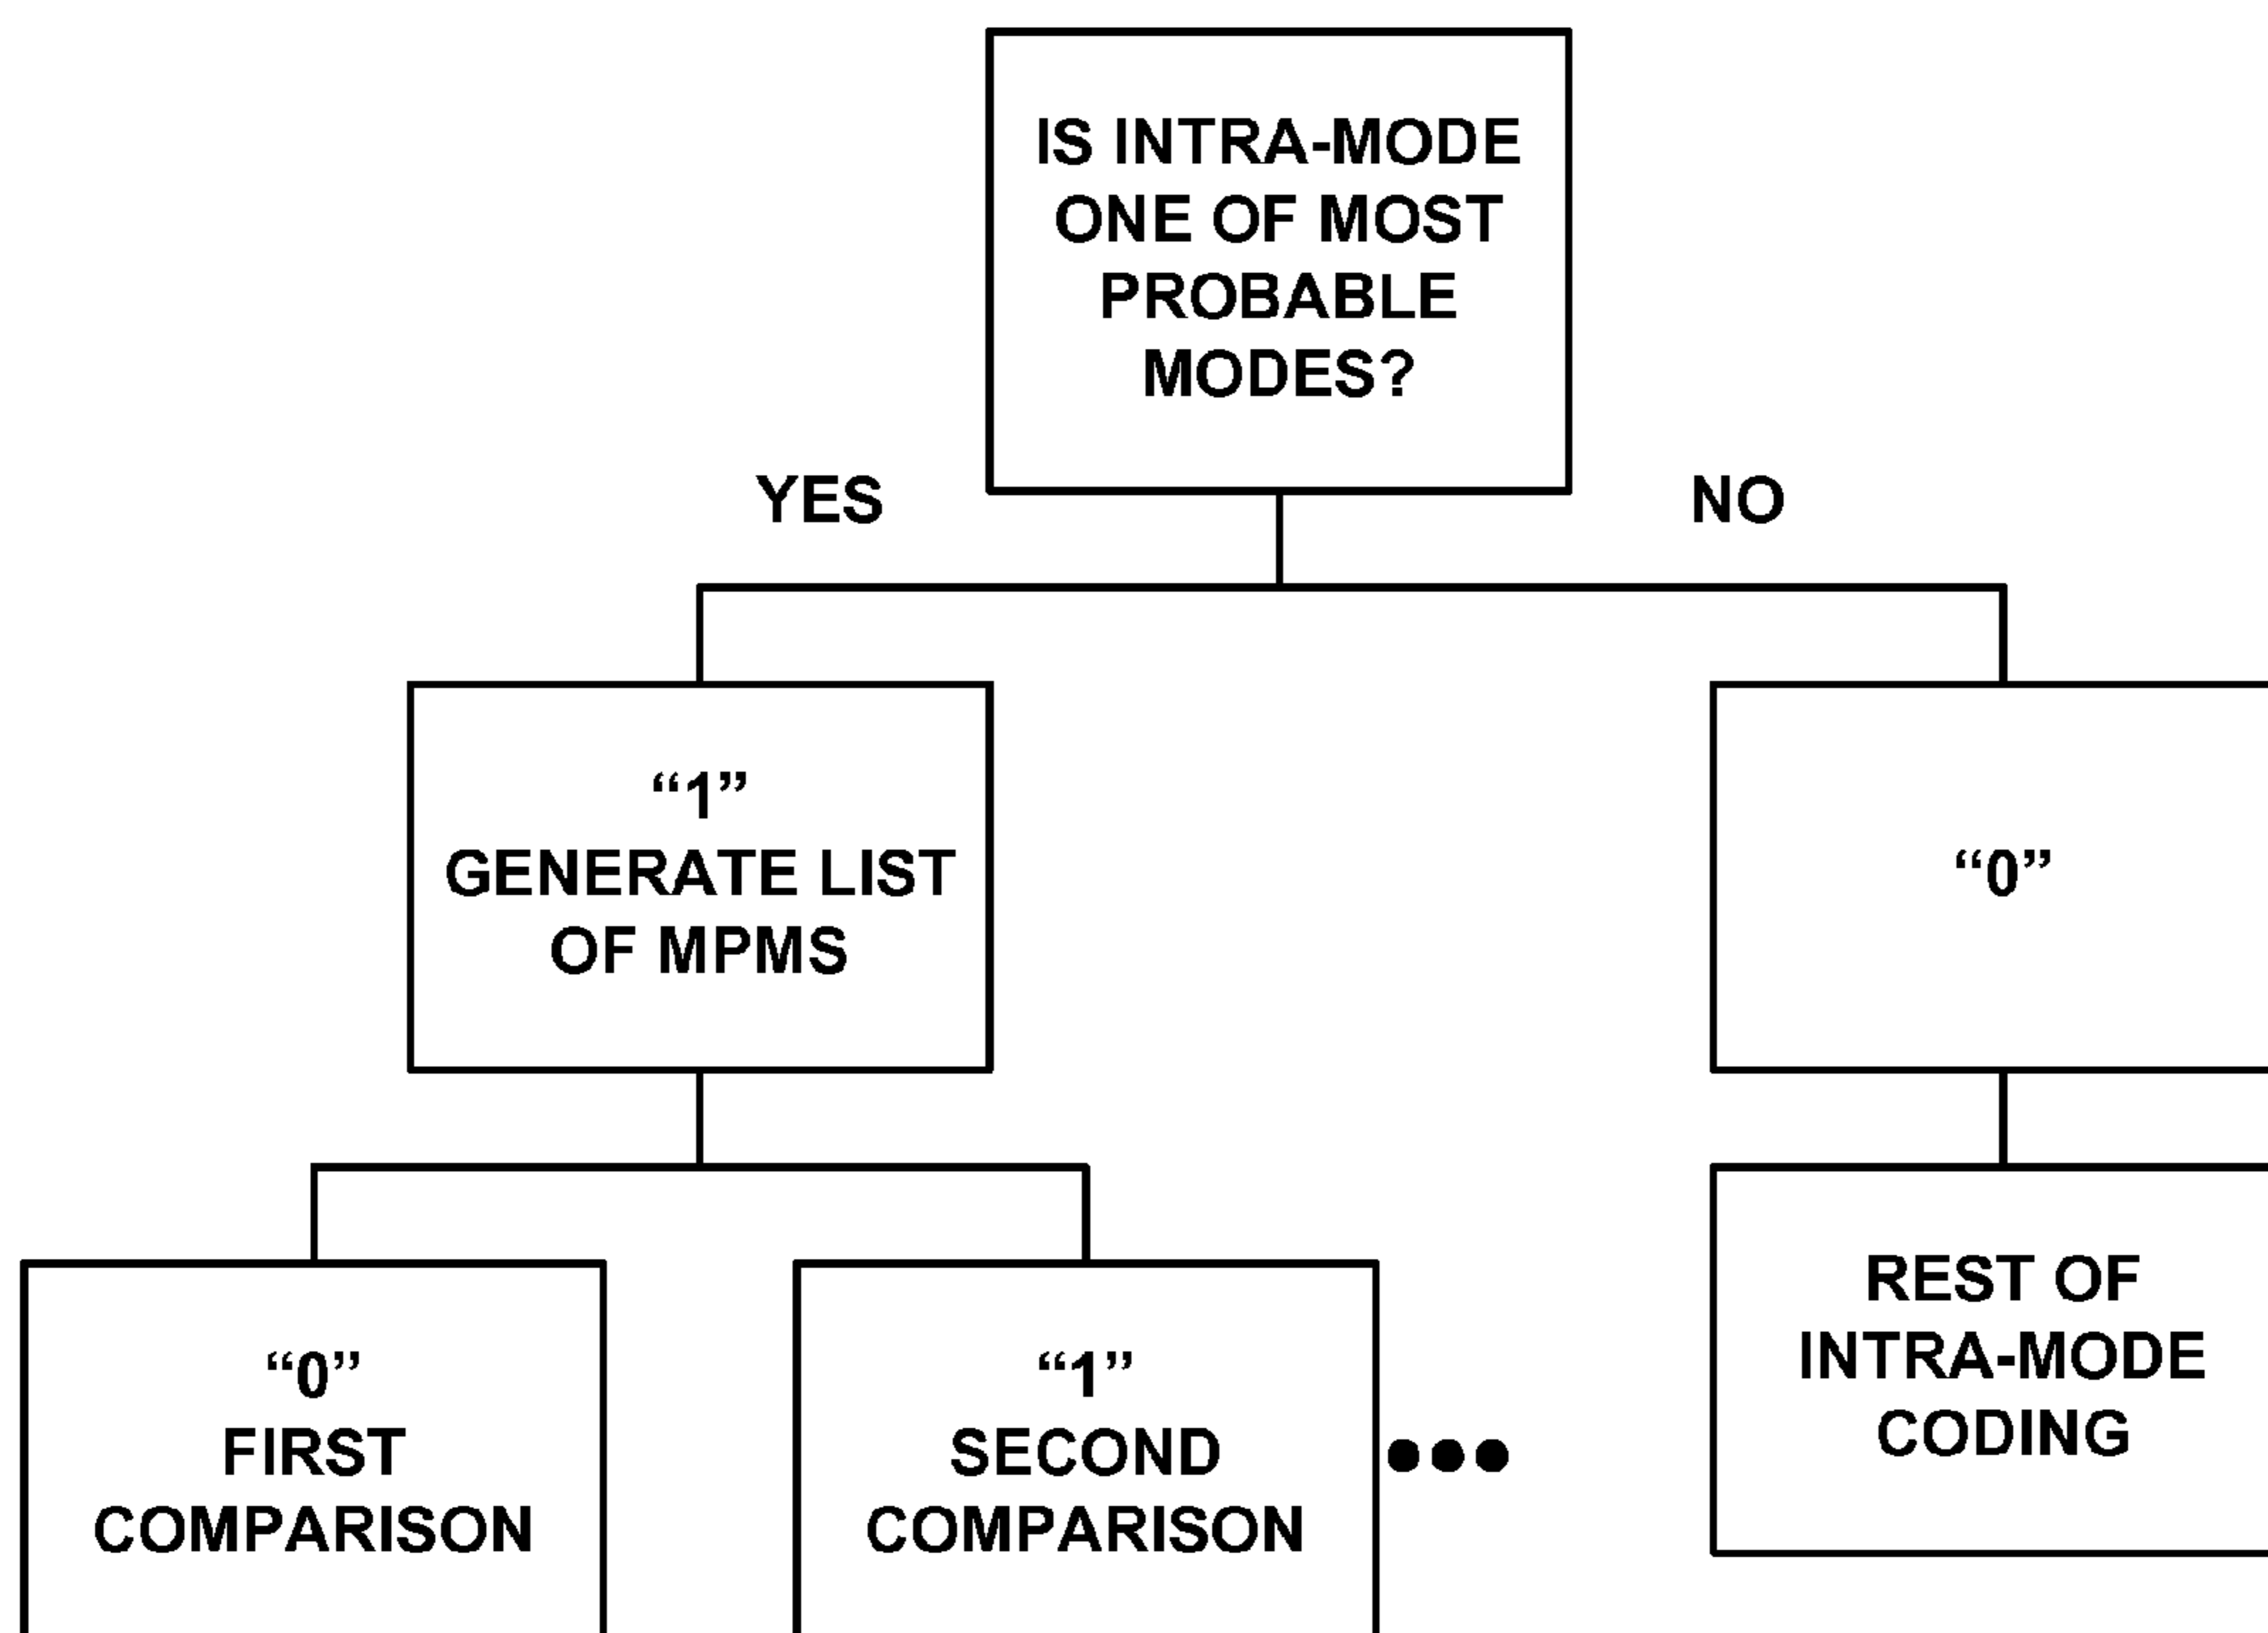 IS INTRA-MODE
ONE OF MOST
PROBABLE
MODES?
YES
NO
“1”
GENERATE LIST
OF MPMS
“0”
“0”
FIRST
COMPARISON
“1”
SECOND
COMPARISON
REST OF
INTRA-MODE
CODING